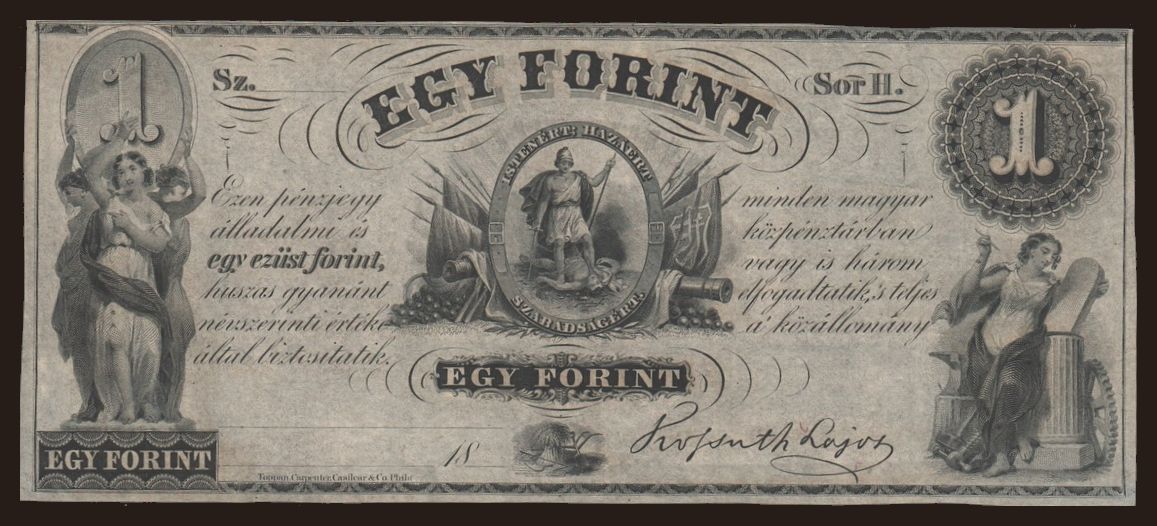 1
Sz.
EGY FORINT
Sor H.
1
ISTENÉRT; HAZÁÉRT
SZABADSÁGÉRT.
Ezen pénzjegy minden magyar
álladalmi és közpénztárban
egy ezüst forint, vagy is három
huszas gyanánt elfogadtatik, 's teljes
névszerinti értéke a' közállomány
által biztositatik.
EGY FORINT
EGY FORINT
18
Kossuth Lajos
Toppan, Carpenter, Casilear & Co. Phila